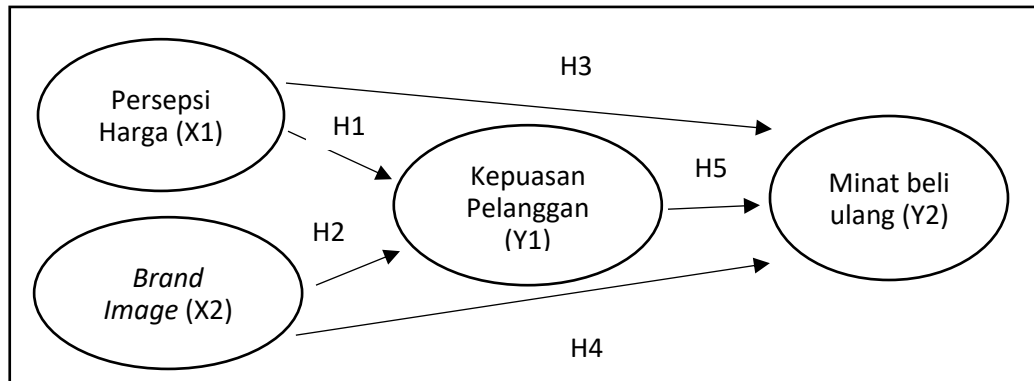 H3
Persepsi
Harga (X1)
H1
Kepuasan
Pelanggan
(Y1)
H5
Minat beli
ulang (Y2)
H2
Brand
Image (X2)
H4